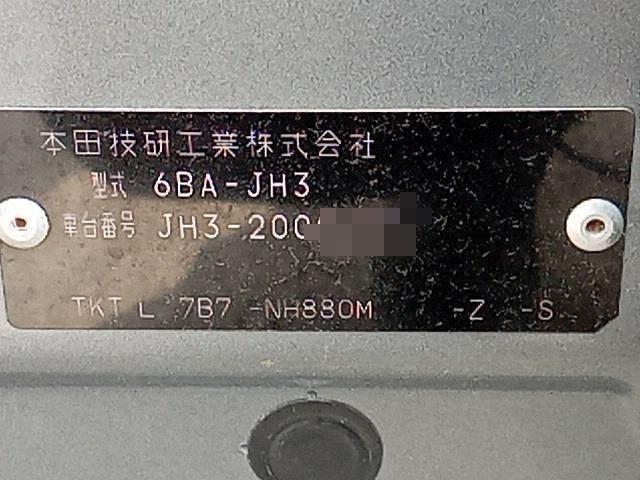 本田技研工業株式会社
型式 6BA-JH3
車台番号 JH3-200
TKT L 7B7 -NH880M -Z -S